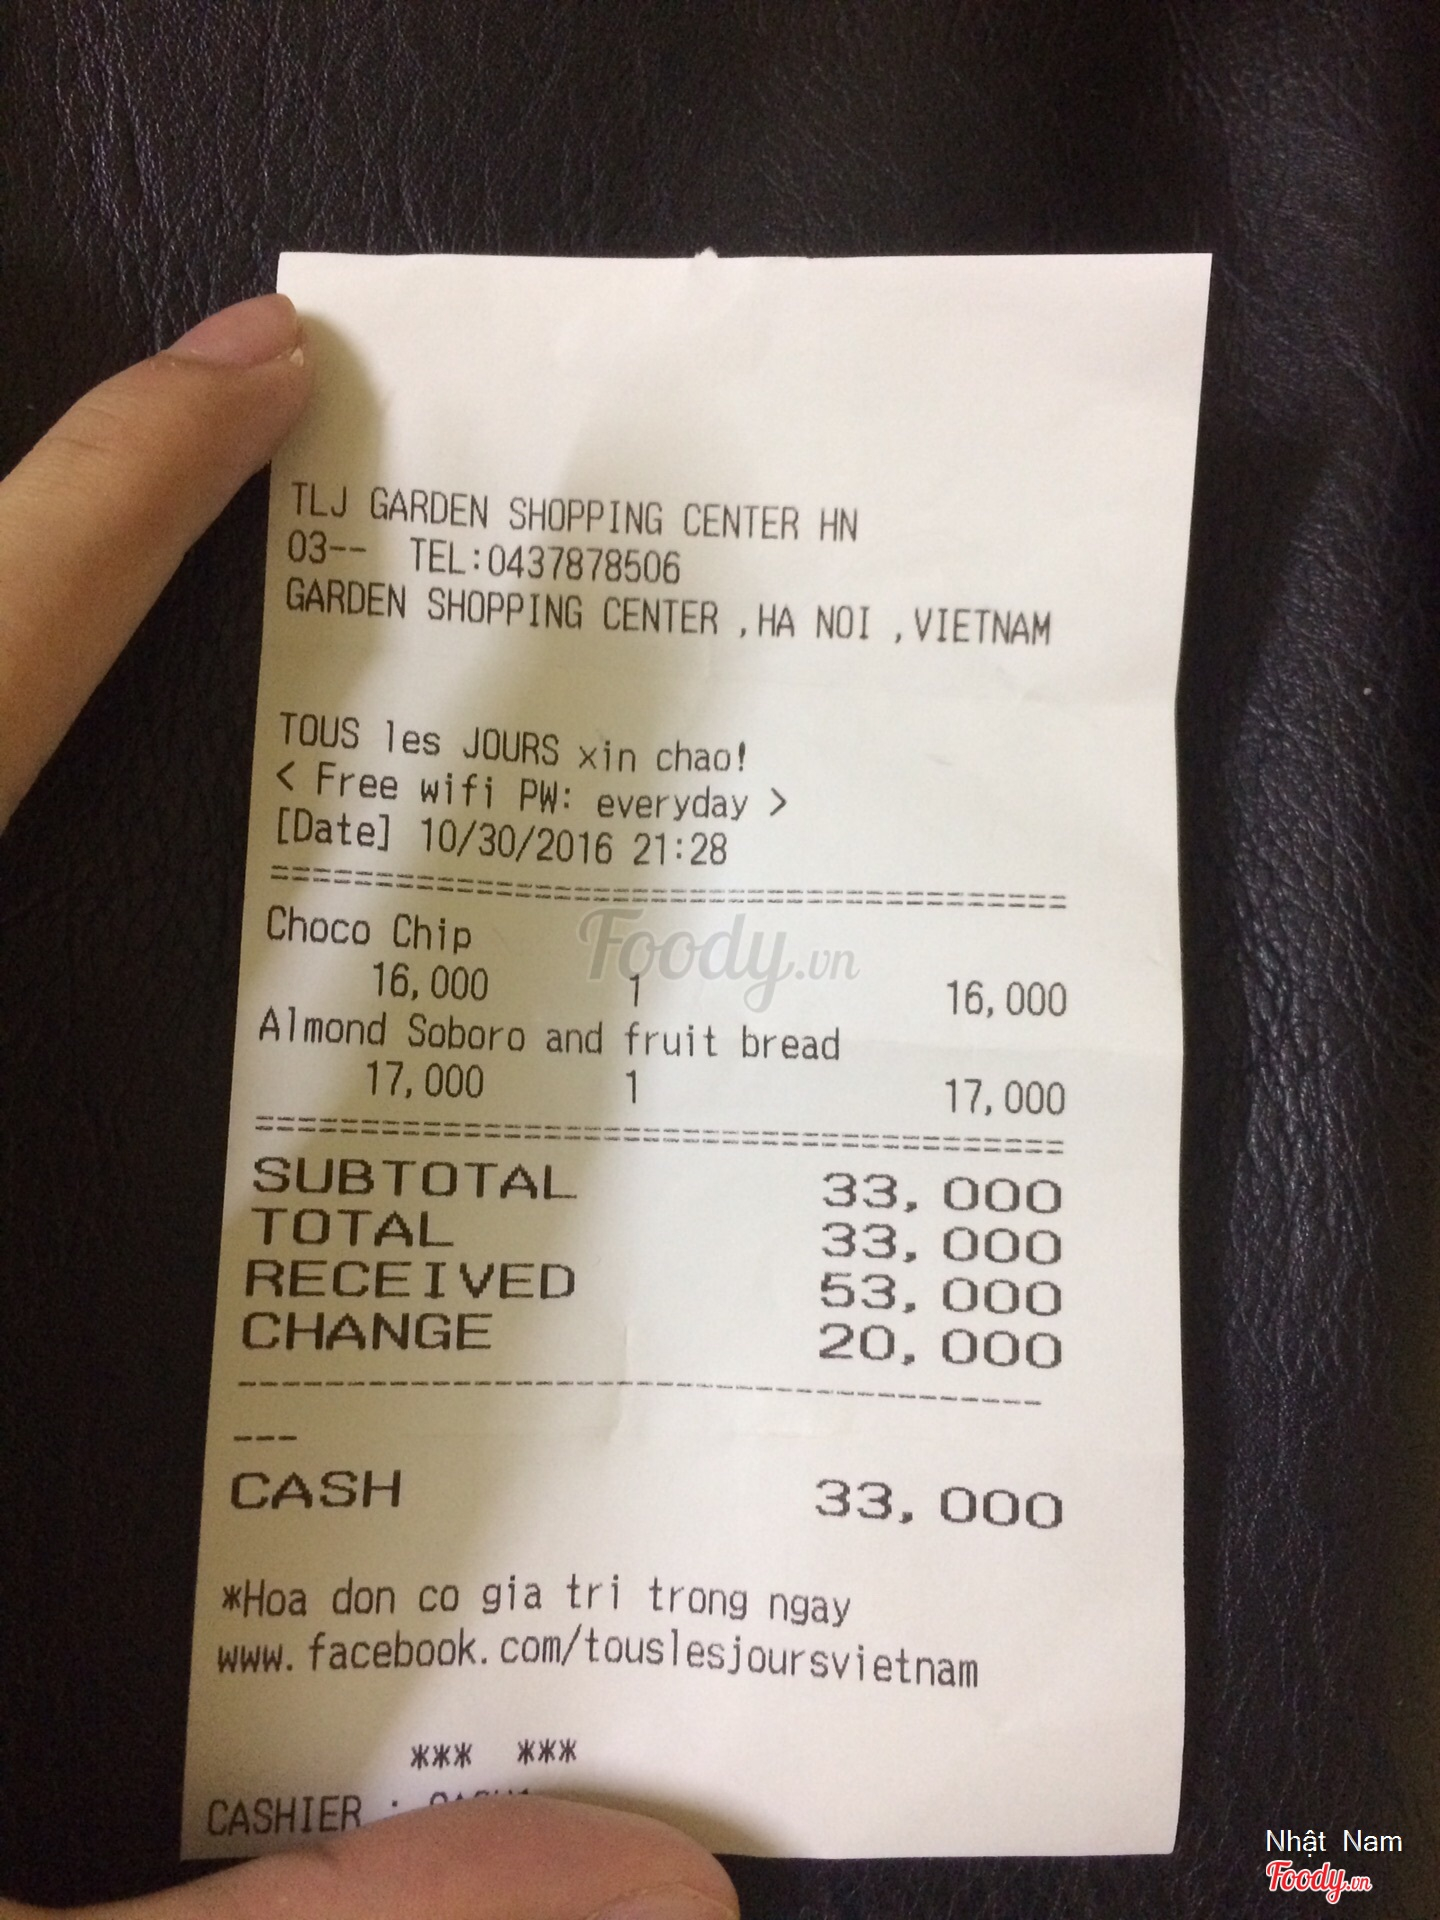 TLJ GARDEN SHOPPING CENTER HN
03-- TEL:0437878506
GARDEN SHOPPING CENTER ,HA NOI ,VIETNAM
TOUS les JOURS xin chao!
< Free wifi PW: everyday >
[Date] 10/30/2016 21:28
Choco Chip
16,000 1 16,000
Almond Soboro and fruit bread
17,000 1 17,000
SUBTOTAL 33,000
TOTAL 33,000
RECEIVED 53,000
CHANGE 20,000
---
CASH 33,000
*Hoa don co gia tri trong ngay
www.facebook.com/touslesjoursvietnam
*** ***
CASHIER :
Foody.vn
Nhật Nam
Foody.vn